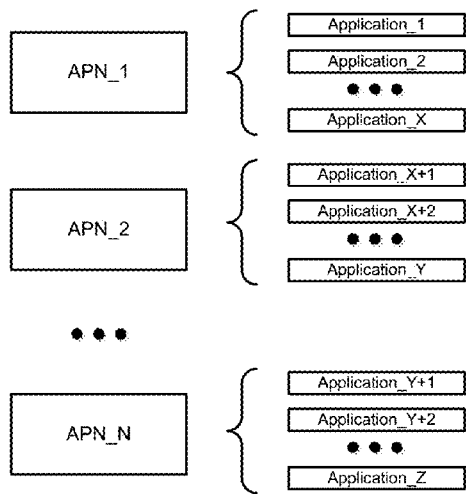 APN_1
Application_1
Application_2
Application_X
APN_2
Application_X+1
Application_X+2
Application_Y
APN_N
Application_Y+1
Application_Y+2
Application_Z